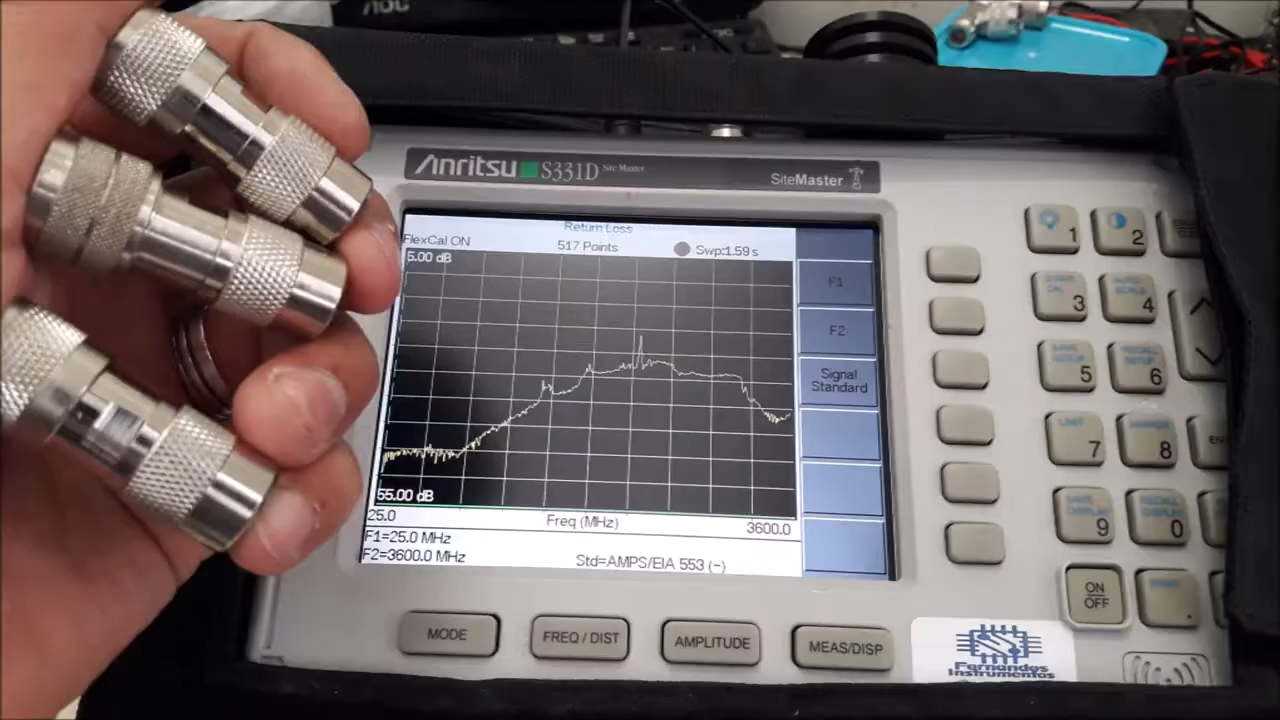 AOC
Anritsu S331D Site Master
SiteMaster
Return Loss
FlexCal ON
517 Points
Swp:1.59 s
5.00 dB
55.00 dB
25.0
Freq (MHz)
3600.0
F1=25.0 MHz
F2=3600.0 MHz
Std=AMPS/EIA 553 (-)
F1
F2
Signal
Standard
1
2
3
4
5
6
7
8
9
0
.
ON
OFF
MODE
FREQ / DIST
AMPLITUDE
MEAS/DISP
Fernandes
Instrumentos